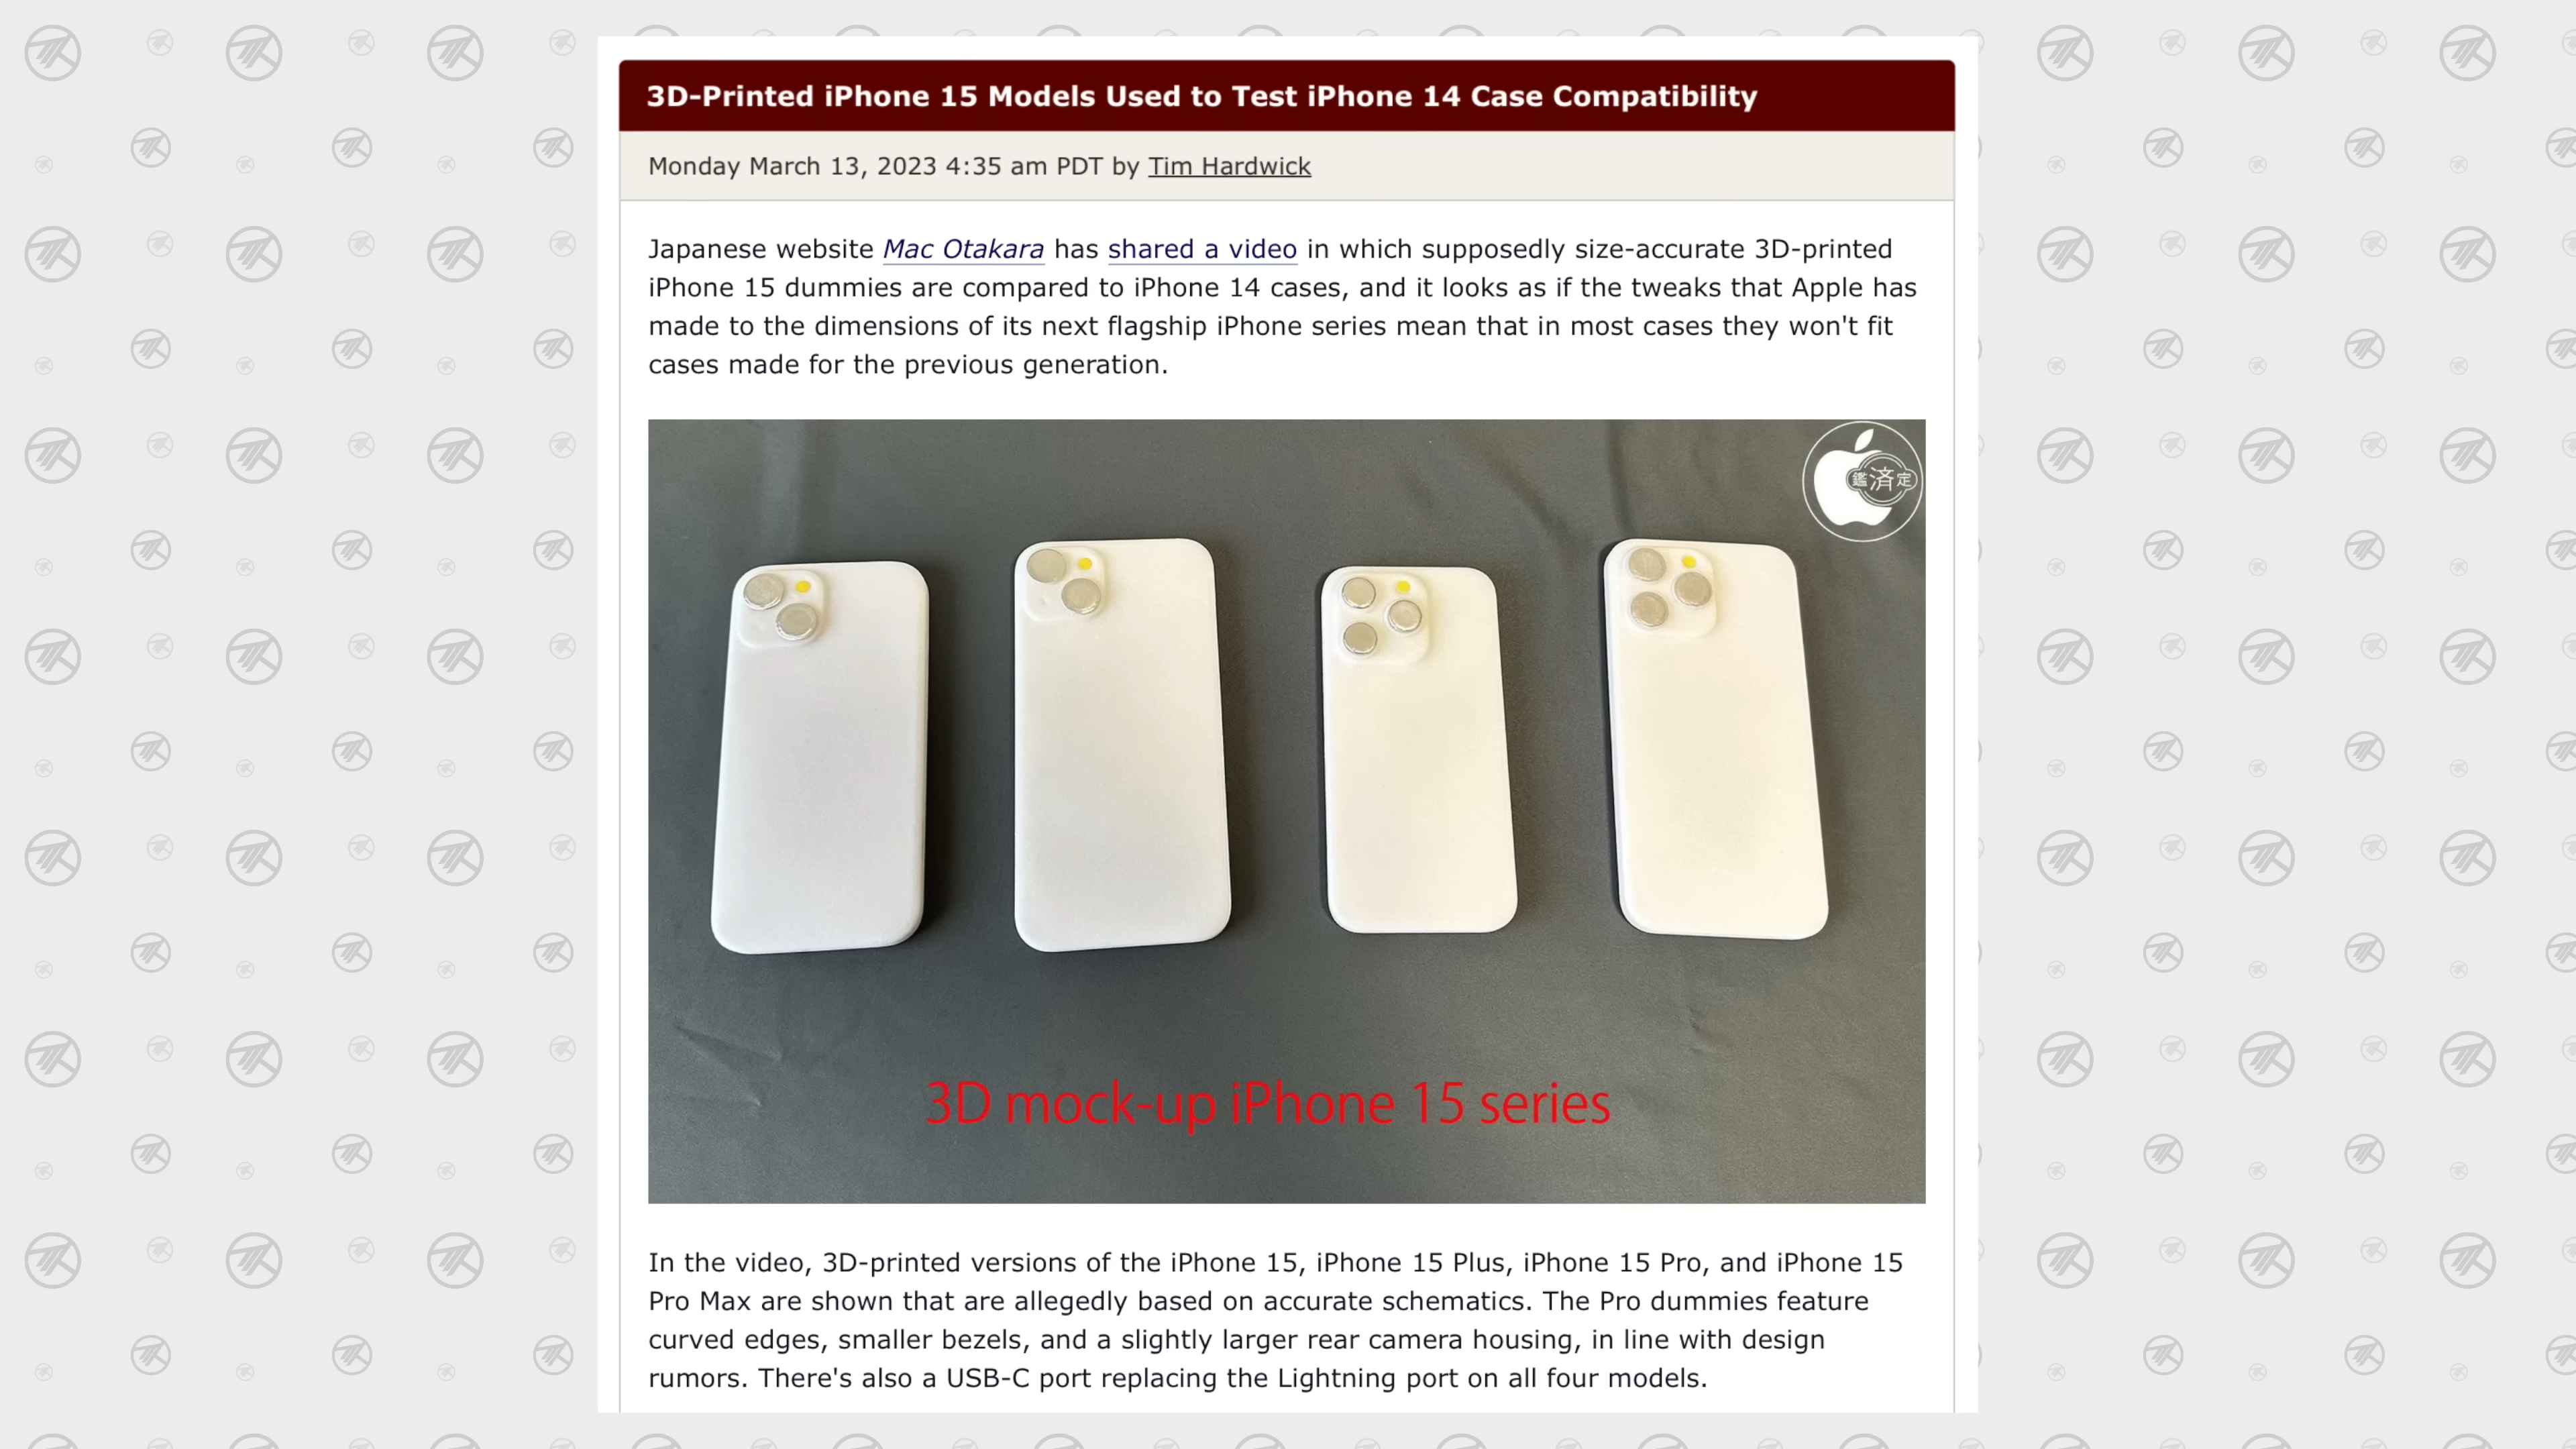 3D-Printed iPhone 15 Models Used to Test iPhone 14 Case Compatibility
Monday March 13, 2023 4:35 am PDT by Tim Hardwick
Japanese website Mac Otakara has shared a video in which supposedly size-accurate 3D-printed
iPhone 15 dummies are compared to iPhone 14 cases, and it looks as if the tweaks that Apple has
made to the dimensions of its next flagship iPhone series mean that in most cases they won't fit
cases made for the previous generation.
鑑済定
3D mock-up iPhone 15 series
In the video, 3D-printed versions of the iPhone 15, iPhone 15 Plus, iPhone 15 Pro, and iPhone 15
Pro Max are shown that are allegedly based on accurate schematics. The Pro dummies feature
curved edges, smaller bezels, and a slightly larger rear camera housing, in line with design
rumors. There's also a USB-C port replacing the Lightning port on all four models.